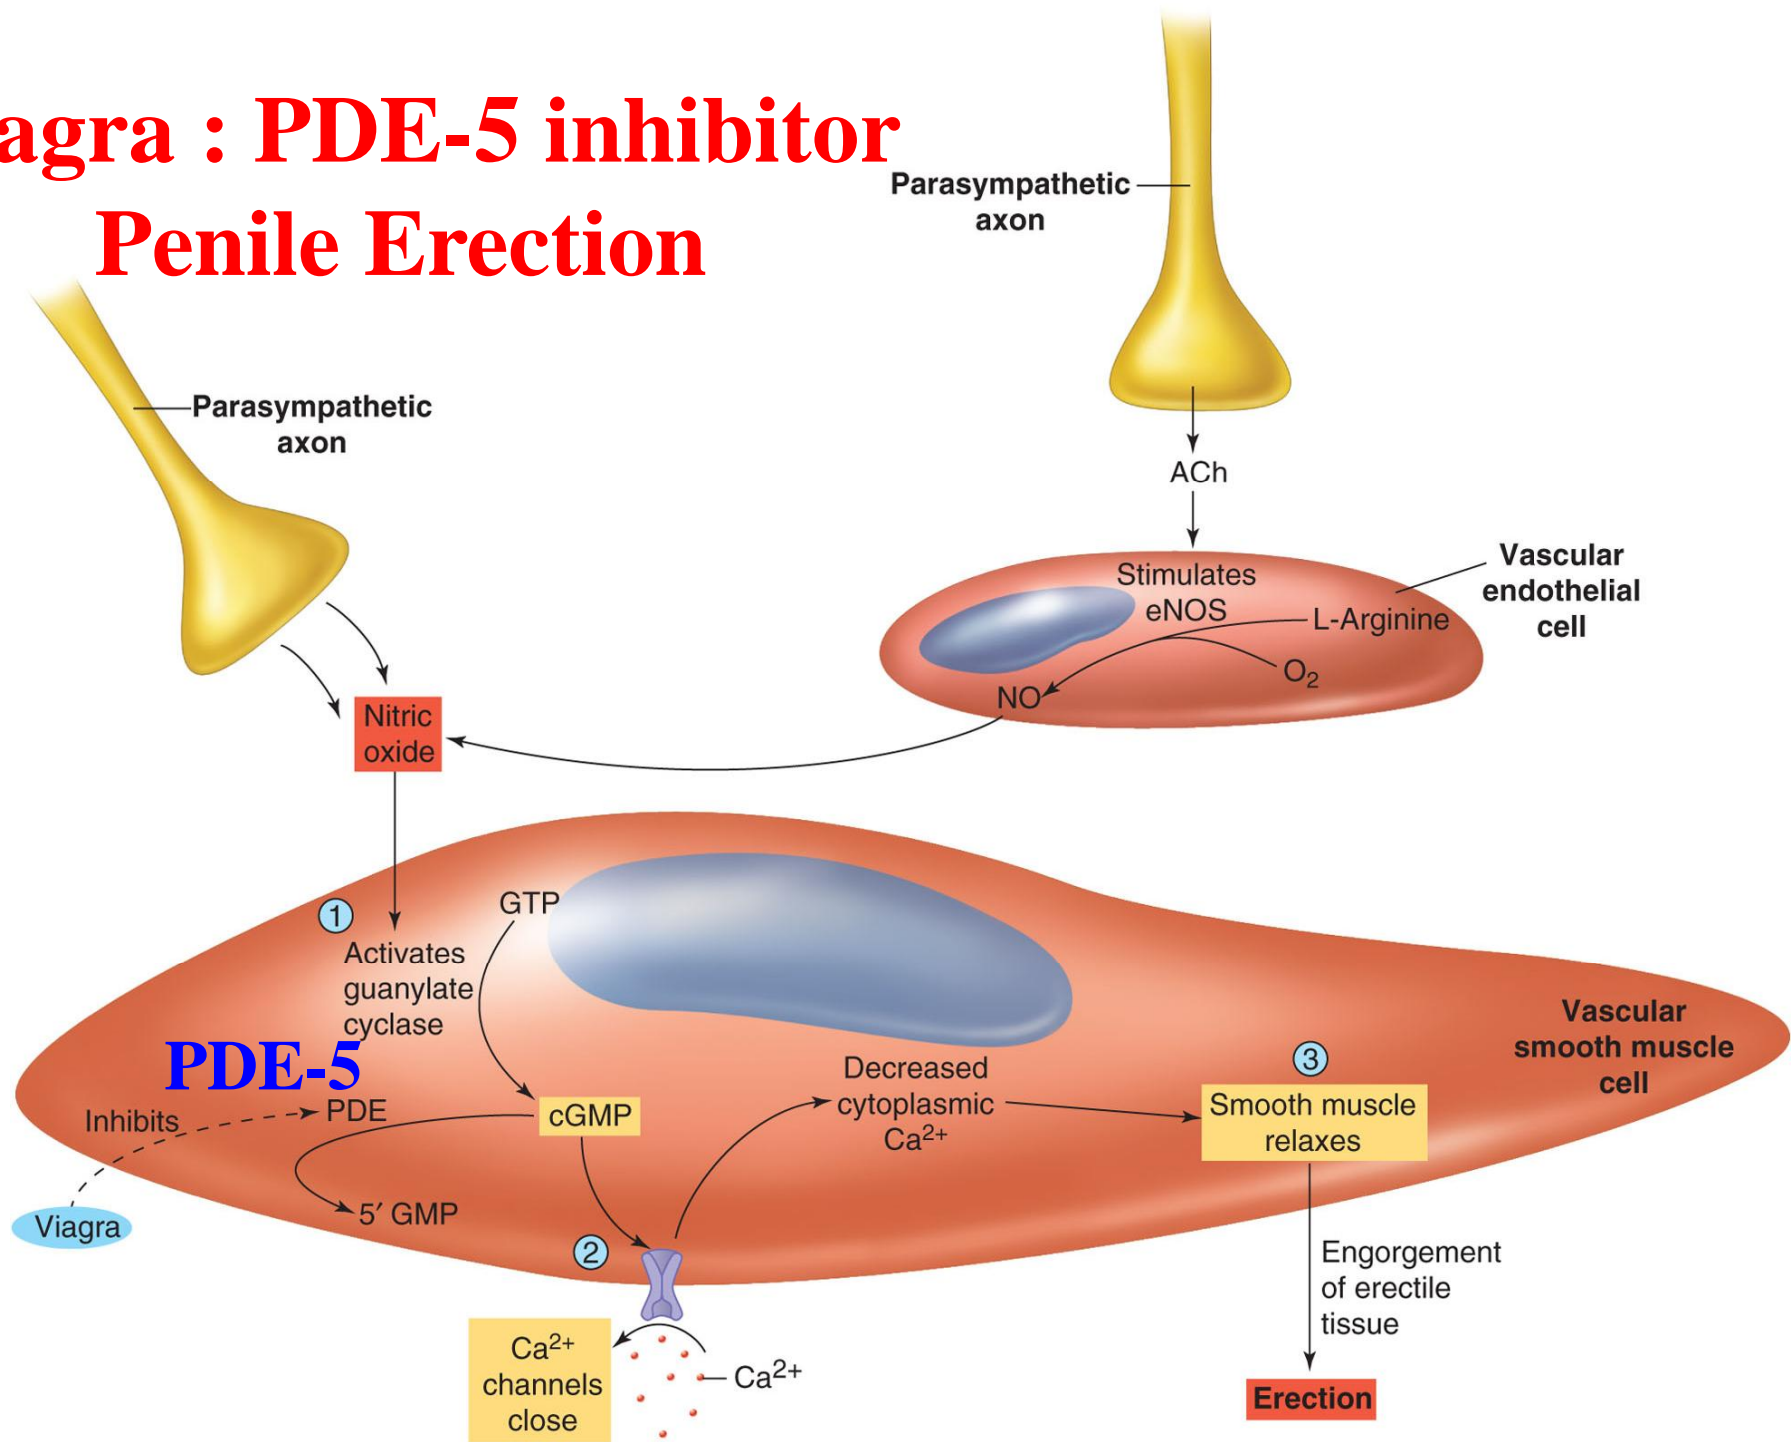 agra : PDE-5 inhibitor
Penile Erection
Parasympathetic
axon
Parasympathetic
axon
ACh
Stimulates
eNOS
L-Arginine
O₂
NO
Vascular
endothelial
cell
Nitric
oxide
1
Activates
guanylate
cyclase
GTP
PDE-5
Inhibits
PDE
cGMP
5′ GMP
Viagra
2
Decreased
cytoplasmic
Ca²⁺
3
Smooth muscle
relaxes
Vascular
smooth muscle
cell
Ca²⁺
channels
close
Ca²⁺
Engorgement
of erectile
tissue
Erection